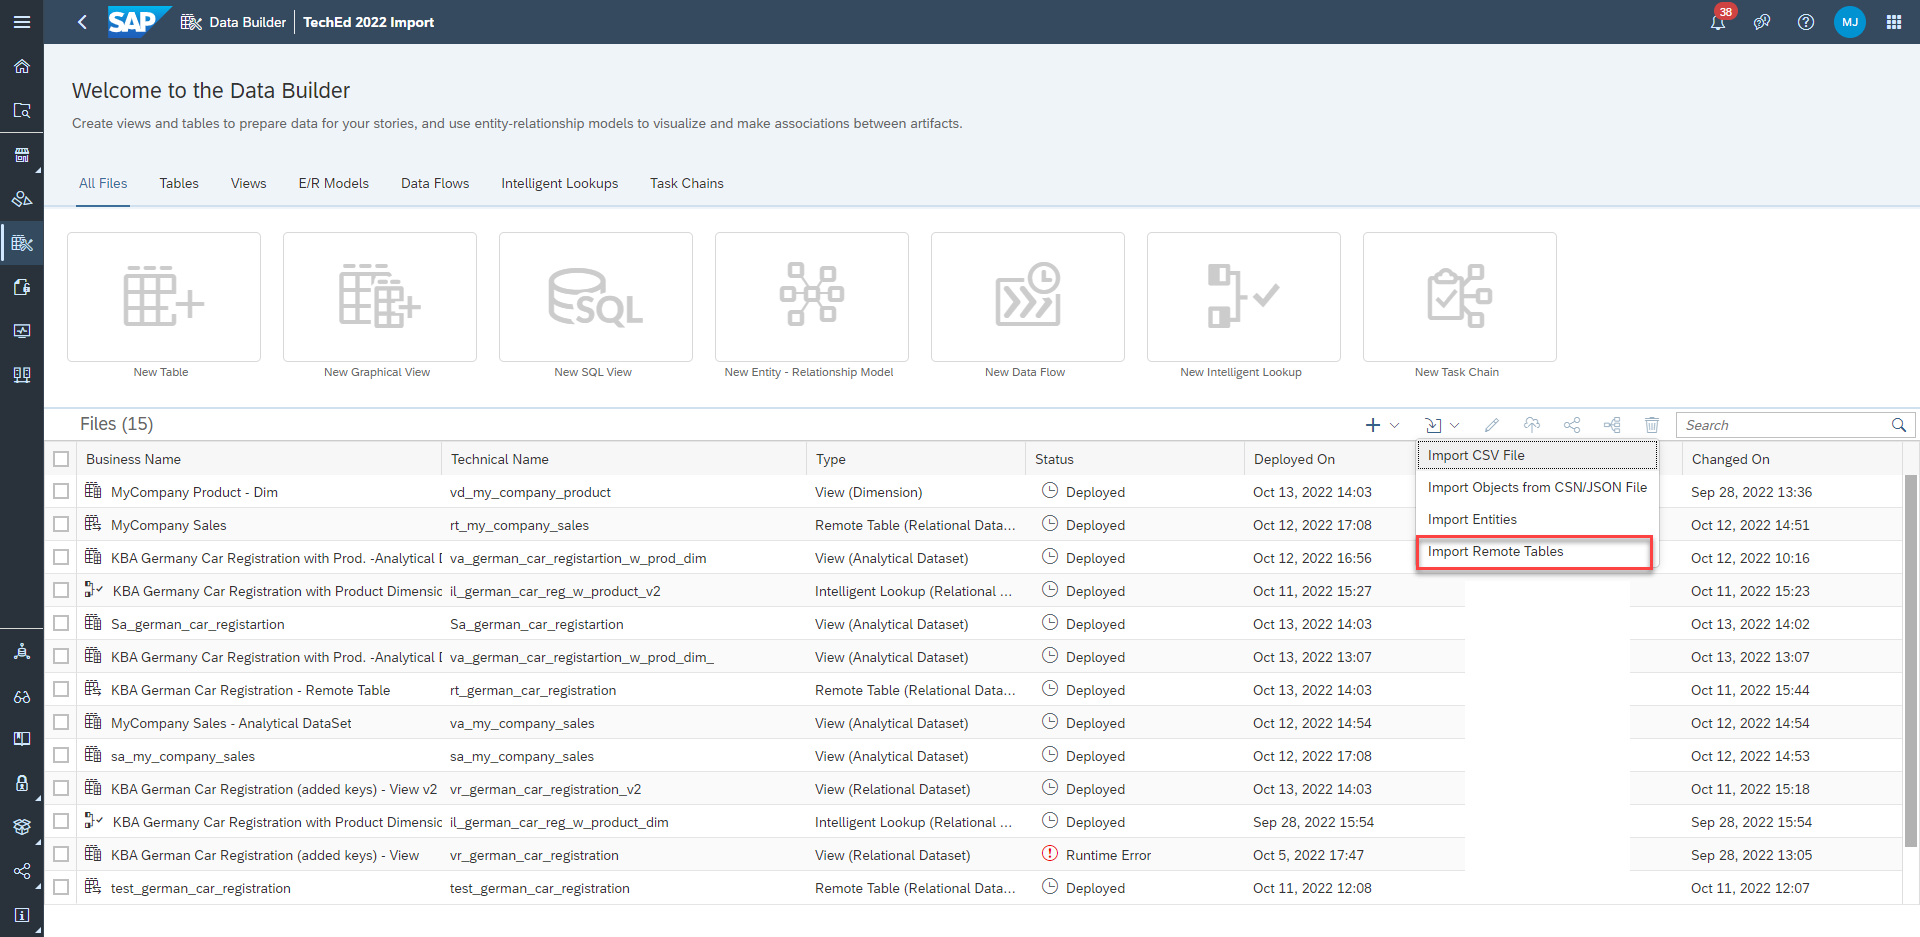 SAP Data Builder TechEd 2022 Import 38 MJ
Welcome to the Data Builder
Create views and tables to prepare data for your stories, and use entity-relationship models to visualize and make associations between artifacts.
All Files Tables Views E/R Models Data Flows Intelligent Lookups Task Chains
SQL
New Table New Graphical View New SQL View New Entity - Relationship Model New Data Flow New Intelligent Lookup New Task Chain
Files (15) Search
Business Name Technical Name Type Status Deployed On Changed On
Import CSV File
Import Objects from CSN/JSON File
Import Entities
Import Remote Tables
MyCompany Product - Dim vd_my_company_product View (Dimension) Deployed Oct 13, 2022 14:03 Sep 28, 2022 13:36
MyCompany Sales rt_my_company_sales Remote Table (Relational Data... Deployed Oct 12, 2022 17:08 Oct 12, 2022 14:51
KBA Germany Car Registration with Prod. -Analytical D va_german_car_registartion_w_prod_dim View (Analytical Dataset) Deployed Oct 12, 2022 16:56 Oct 12, 2022 10:16
KBA Germany Car Registration with Product Dimensic il_german_car_reg_w_product_v2 Intelligent Lookup (Relational ... Deployed Oct 11, 2022 15:27 Oct 11, 2022 15:23
Sa_german_car_registartion Sa_german_car_registartion View (Analytical Dataset) Deployed Oct 13, 2022 14:03 Oct 13, 2022 14:02
KBA Germany Car Registration with Prod. -Analytical D va_german_car_registartion_w_prod_dim_ View (Analytical Dataset) Deployed Oct 13, 2022 13:07 Oct 13, 2022 13:07
KBA German Car Registration - Remote Table rt_german_car_registration Remote Table (Relational Data... Deployed Oct 13, 2022 14:03 Oct 11, 2022 15:44
MyCompany Sales - Analytical DataSet va_my_company_sales View (Analytical Dataset) Deployed Oct 12, 2022 14:54 Oct 12, 2022 14:54
sa_my_company_sales sa_my_company_sales View (Analytical Dataset) Deployed Oct 12, 2022 17:08 Oct 12, 2022 14:53
KBA German Car Registration (added keys) - View v2 vr_german_car_registration_v2 View (Relational Dataset) Deployed Oct 13, 2022 14:03 Oct 11, 2022 15:18
KBA Germany Car Registration with Product Dimensic il_german_car_reg_w_product_dim Intelligent Lookup (Relational ... Deployed Sep 28, 2022 15:54 Sep 28, 2022 15:54
KBA German Car Registration (added keys) - View vr_german_car_registration View (Relational Dataset) Runtime Error Oct 5, 2022 17:47 Sep 28, 2022 13:05
test_german_car_registration test_german_car_registration Remote Table (Relational Data... Deployed Oct 11, 2022 12:08 Oct 11, 2022 12:07